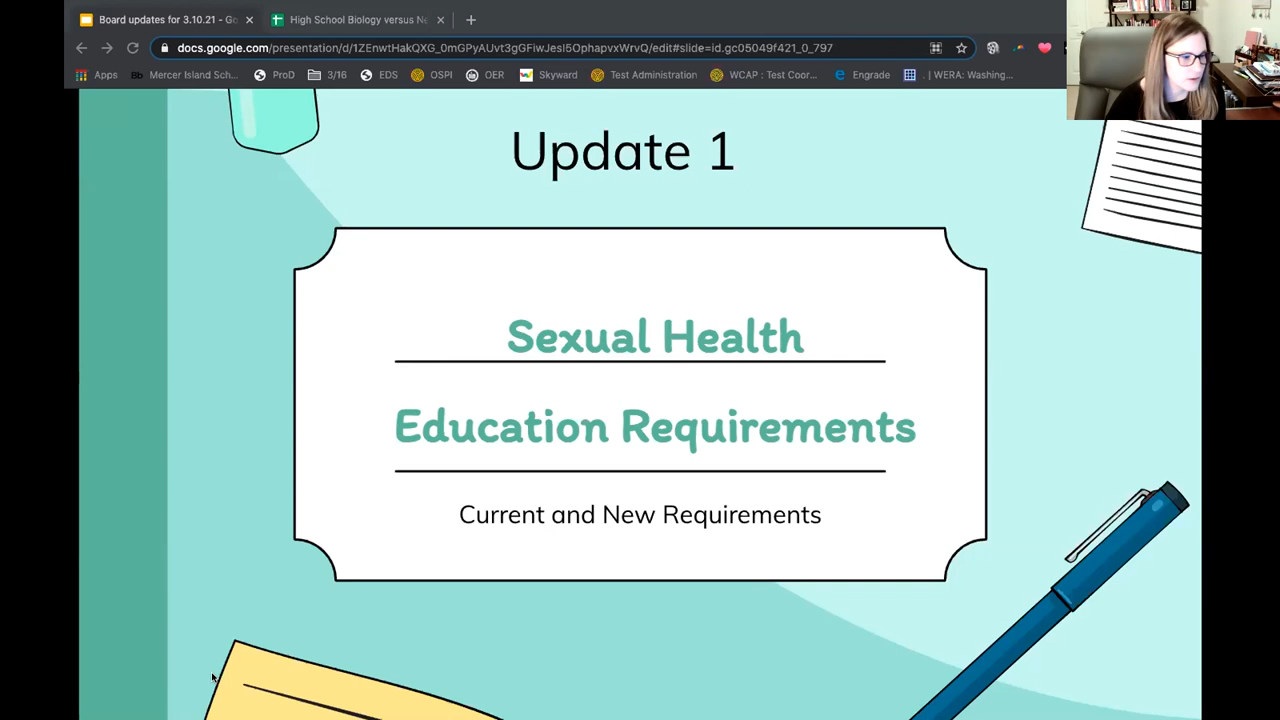 Board updates for 3.10.21 - Go
High School Biology versus Ne
docs.google.com/presentation/d/1ZEnwtHakQXG_0mGPyAUvt3gGFiwJesI5OphapvxWrvQ/edit#slide=id.gc05049f421_0_797
Apps
Bb Mercer Island Sch...
ProD
3/16
EDS
OSPI
OER
Skyward
Test Administration
WCAP : Test Coor...
Engrade
. | WERA: Washing...
Update 1
Sexual Health
Education Requirements
Current and New Requirements